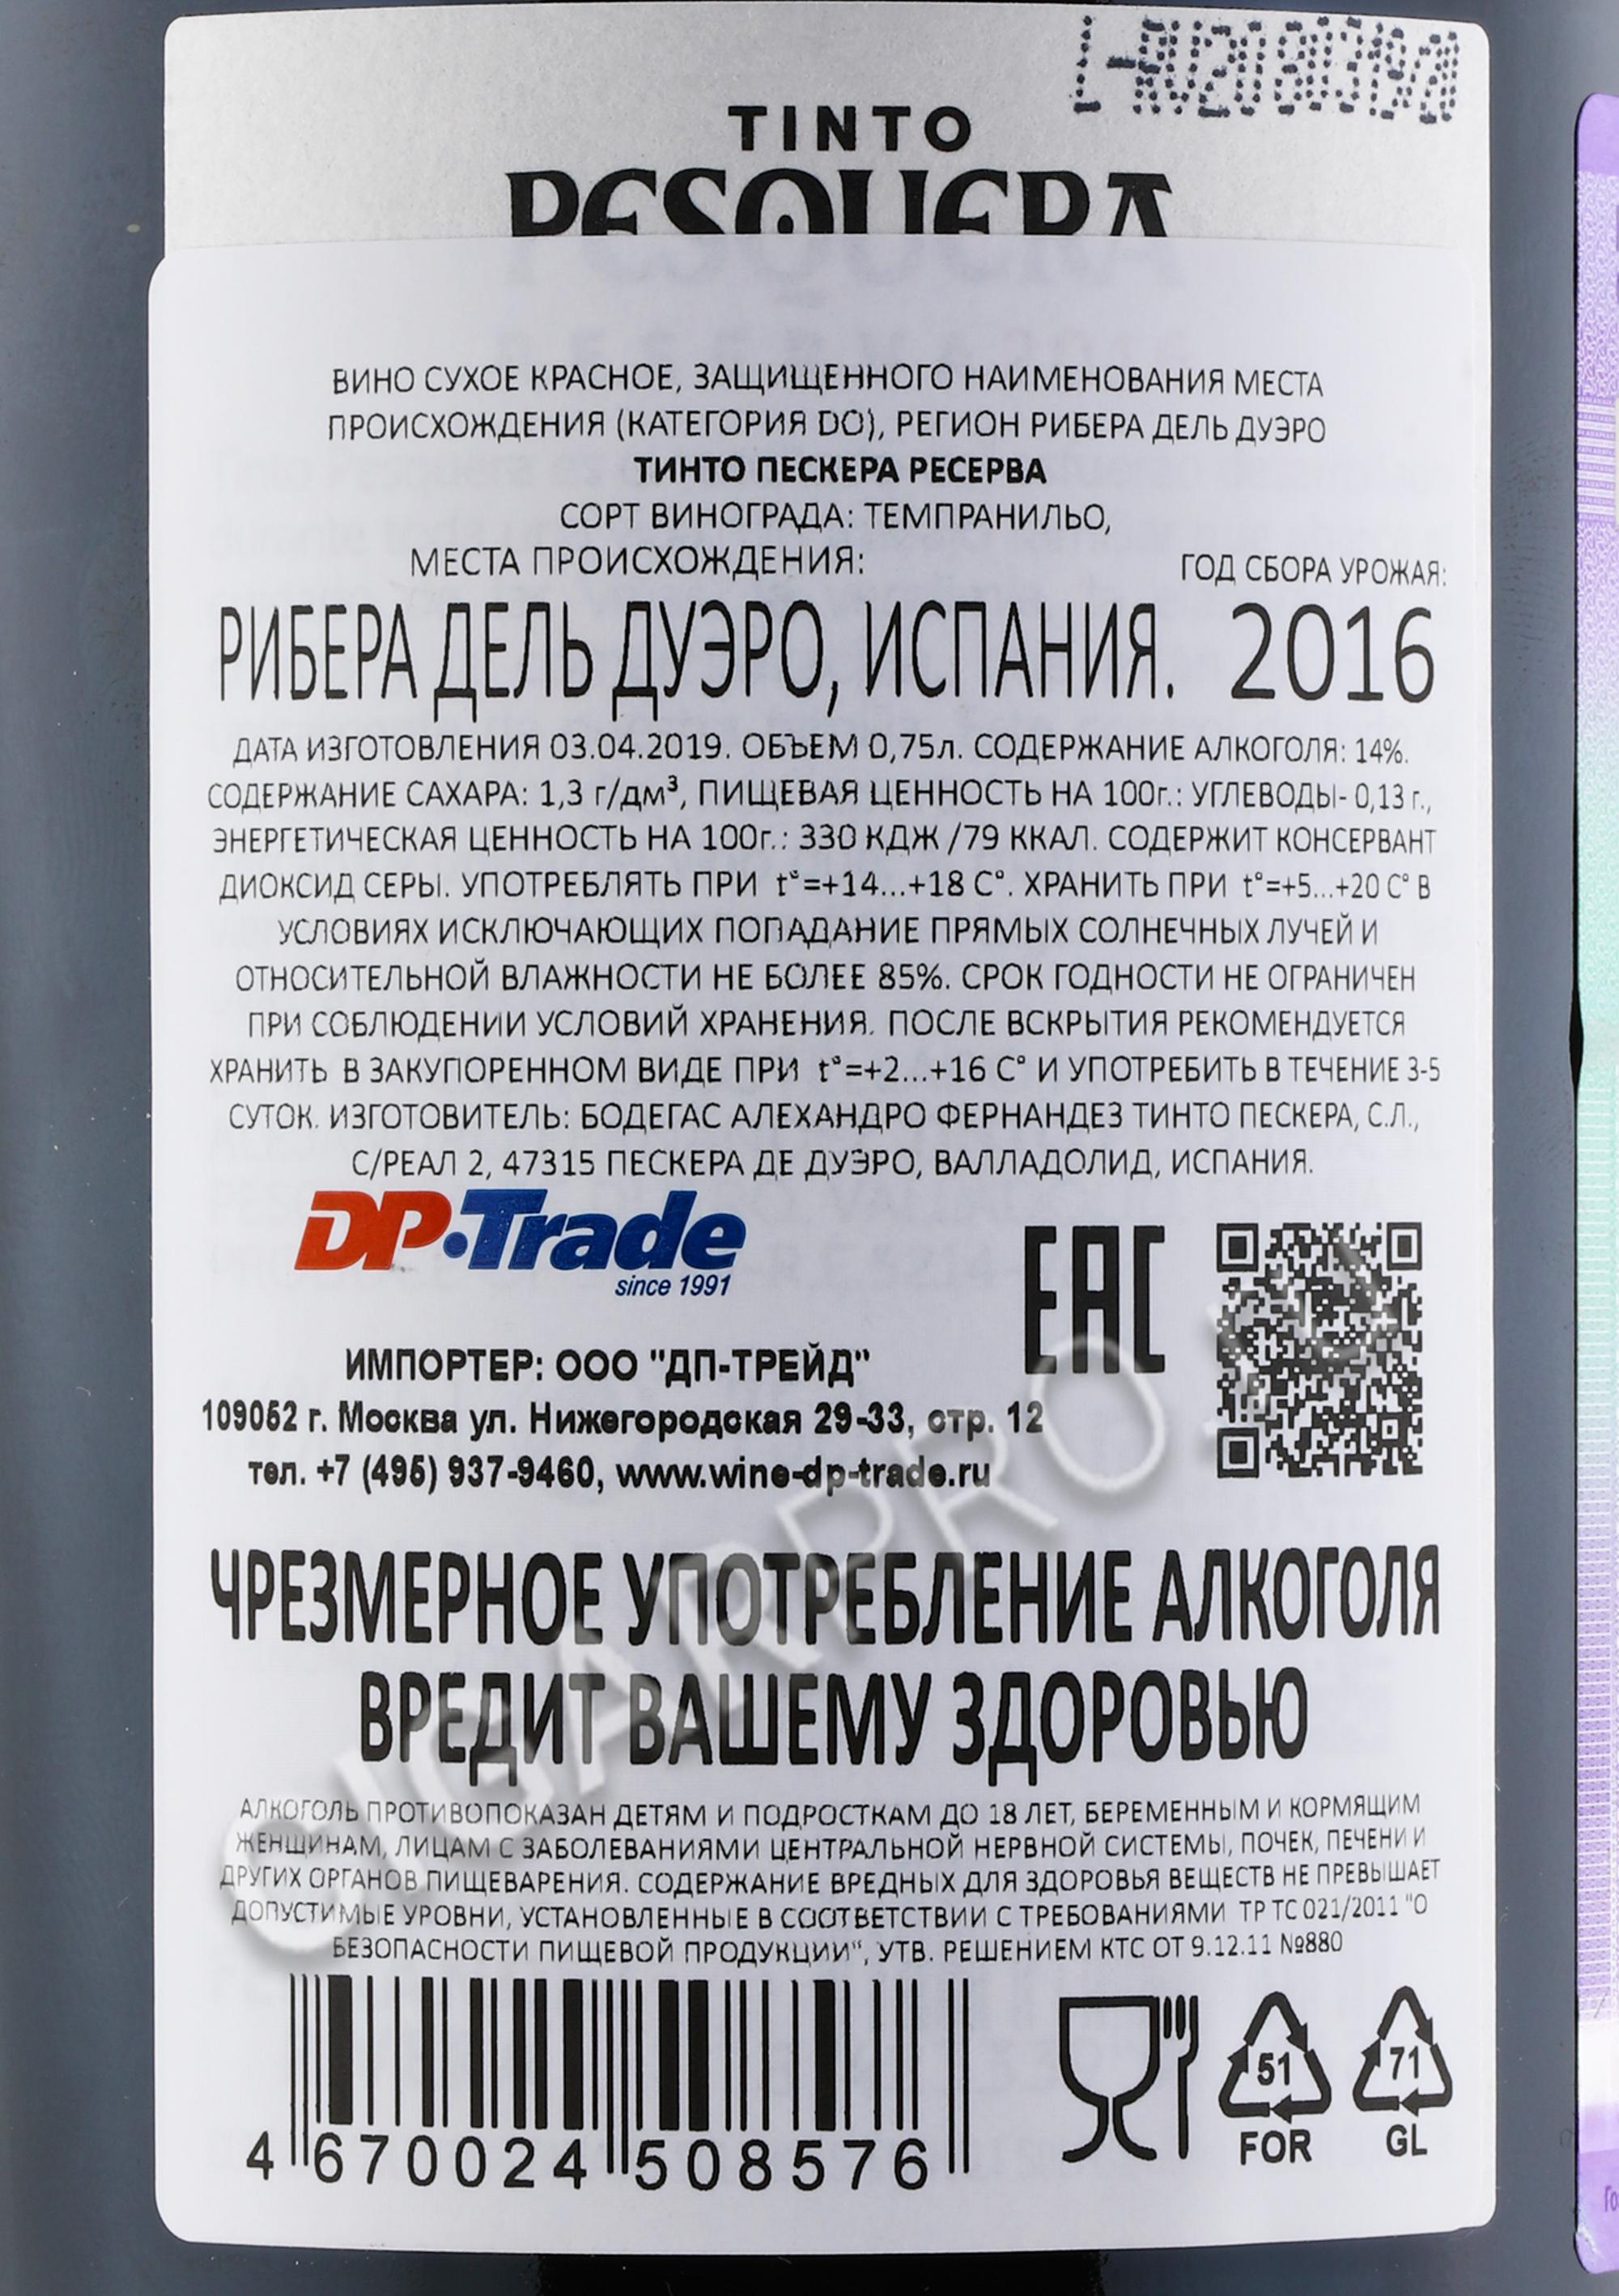 TINTO
PESQUERA
ВИНО СУХОЕ КРАСНОЕ, ЗАЩИЩЕННОГО НАИМЕНОВАНИЯ МЕСТА
ПРОИСХОЖДЕНИЯ (КАТЕГОРИЯ DO), РЕГИОН РИБЕРА ДЕЛЬ ДУЭРО
ТИНТО ПЕСКЕРА РЕСЕРВА
СОРТ ВИНОГРАДА: ТЕМПРАНИЛЬО,
МЕСТА ПРОИСХОЖДЕНИЯ:
ГОД СБОРА УРОЖАЯ:
РИБЕРА ДЕЛЬ ДУЭРО, ИСПАНИЯ. 2016
ДАТА ИЗГОТОВЛЕНИЯ 03.04.2019. ОБЪЕМ 0,75л. СОДЕРЖАНИЕ АЛКОГОЛЯ: 14%.
СОДЕРЖАНИЕ САХАРА: 1,3 г/дм³, ПИЩЕВАЯ ЦЕННОСТЬ НА 100г.: УГЛЕВОДЫ- 0,13 г.,
ЭНЕРГЕТИЧЕСКАЯ ЦЕННОСТЬ НА 100г.: 330 КДЖ /79 ККАЛ. СОДЕРЖИТ КОНСЕРВАНТ
ДИОКСИД СЕРЫ. УПОТРЕБЛЯТЬ ПРИ t°=+14...+18 С°. ХРАНИТЬ ПРИ t°=+5...+20 С° В
УСЛОВИЯХ ИСКЛЮЧАЮЩИХ ПОПАДАНИЕ ПРЯМЫХ СОЛНЕЧНЫХ ЛУЧЕЙ И
ОТНОСИТЕЛЬНОЙ ВЛАЖНОСТИ НЕ БОЛЕЕ 85%. СРОК ГОДНОСТИ НЕ ОГРАНИЧЕН
ПРИ СОБЛЮДЕНИИ УСЛОВИЙ ХРАНЕНИЯ. ПОСЛЕ ВСКРЫТИЯ РЕКОМЕНДУЕТСЯ
ХРАНИТЬ В ЗАКУПОРЕННОМ ВИДЕ ПРИ t°=+2...+16 С° И УПОТРЕБИТЬ В ТЕЧЕНИЕ 3-5
СУТОК. ИЗГОТОВИТЕЛЬ: БОДЕГАС АЛЕХАНДРО ФЕРНАНДЕЗ ТИНТО ПЕСКЕРА, С.Л.,
С/РЕАЛ 2, 47315 ПЕСКЕРА ДЕ ДУЭРО, ВАЛЛАДОЛИД, ИСПАНИЯ.
DP·Trade
since 1991
EAC
ИМПОРТЕР: ООО "ДП-ТРЕЙД"
109052 г. Москва ул. Нижегородская 29-33, стр. 12
тел. +7 (495) 937-9460, www.wine-dp-trade.ru
CIGARPRO
ЧРЕЗМЕРНОЕ УПОТРЕБЛЕНИЕ АЛКОГОЛЯ
ВРЕДИТ ВАШЕМУ ЗДОРОВЬЮ
АЛКОГОЛЬ ПРОТИВОПОКАЗАН ДЕТЯМ И ПОДРОСТКАМ ДО 18 ЛЕТ, БЕРЕМЕННЫМ И КОРМЯЩИМ
ЖЕНЩИНАМ, ЛИЦАМ С ЗАБОЛЕВАНИЯМИ ЦЕНТРАЛЬНОЙ НЕРВНОЙ СИСТЕМЫ, ПОЧЕК, ПЕЧЕНИ И
ДРУГИХ ОРГАНОВ ПИЩЕВАРЕНИЯ. СОДЕРЖАНИЕ ВРЕДНЫХ ДЛЯ ЗДОРОВЬЯ ВЕЩЕСТВ НЕ ПРЕВЫШАЕТ
ДОПУСТИМЫЕ УРОВНИ, УСТАНОВЛЕННЫЕ В СООТВЕТСТВИИ С ТРЕБОВАНИЯМИ ТР ТС 021/2011 "О
БЕЗОПАСНОСТИ ПИЩЕВОЙ ПРОДУКЦИИ", УТВ. РЕШЕНИЕМ КТС ОТ 9.12.11 №880
4 670024 508576
51
FOR
71
GL